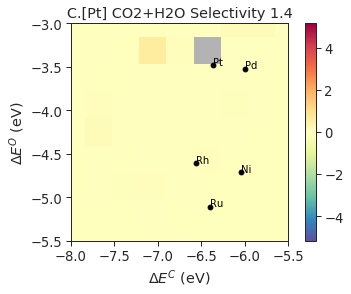 C.[Pt] CO2+H2O Selectivity 1.4
−3.0
−3.5
−4.0
−4.5
−5.0
−5.5
ΔE^O (eV)
Pt
Pd
Rh
Ni
Ru
−8.0 −7.5 −7.0 −6.5 −6.0 −5.5
ΔE^C (eV)
4
2
0
−2
−4